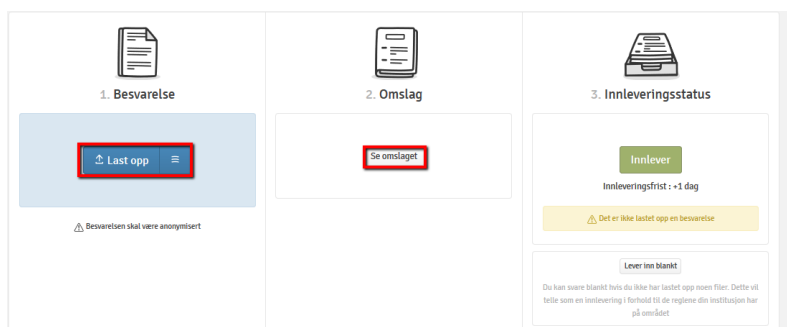 1. Besvarelse
Last opp
Besvarelsen skal være anonymisert
2. Omslag
Se omslaget
3. Innleveringsstatus
Innlever
Innleveringsfrist : +1 dag
Det er ikke lastet opp en besvarelse
Lever inn blankt
Du kan svare blankt hvis du ikke har lastet opp noen filer. Dette vil
telle som en innlevering i forhold til de reglene din institusjon har
på området